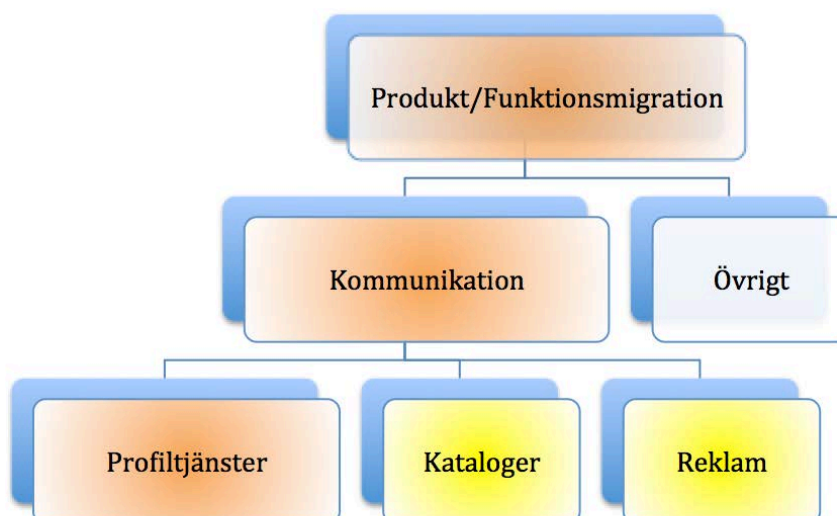 Produkt/Funktionsmigration
Kommunikation
Övrigt
Profiltjänster
Kataloger
Reklam